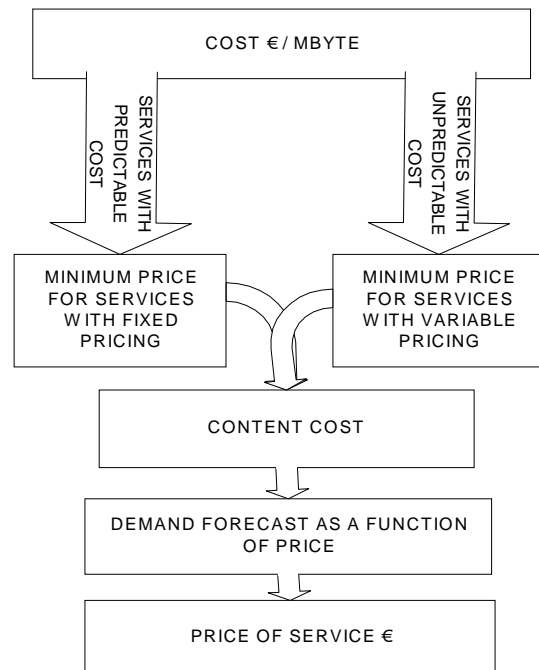 COST €/ MBYTE
SERVICES WITH
PREDICTABLE
COST
SERVICES WITH
UNPREDICTABLE
COST
MINIMUM PRICE
FOR SERVICES
WITH FIXED
PRICING
MINIMUM PRICE
FOR SERVICES
WITH VARIABLE
PRICING
CONTENT COST
DEMAND FORECAST AS A FUNCTION
OF PRICE
PRICE OF SERVICE €